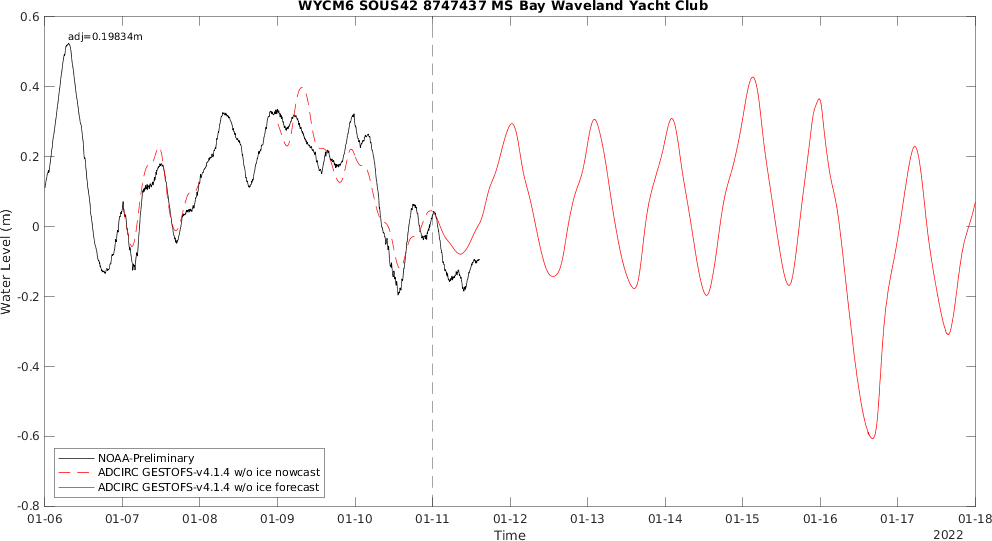 WYCM6 SOUS42 8747437 MS Bay Waveland Yacht Club
adj=0.19834m
0.6
0.4
0.2
0
-0.2
-0.4
-0.6
-0.8
Water Level (m)
NOAA-Preliminary
ADCIRC GESTOFS-v4.1.4 w/o ice nowcast
ADCIRC GESTOFS-v4.1.4 w/o ice forecast
01-06 01-07 01-08 01-09 01-10 01-11 01-12 01-13 01-14 01-15 01-16 01-17 01-18
Time
2022